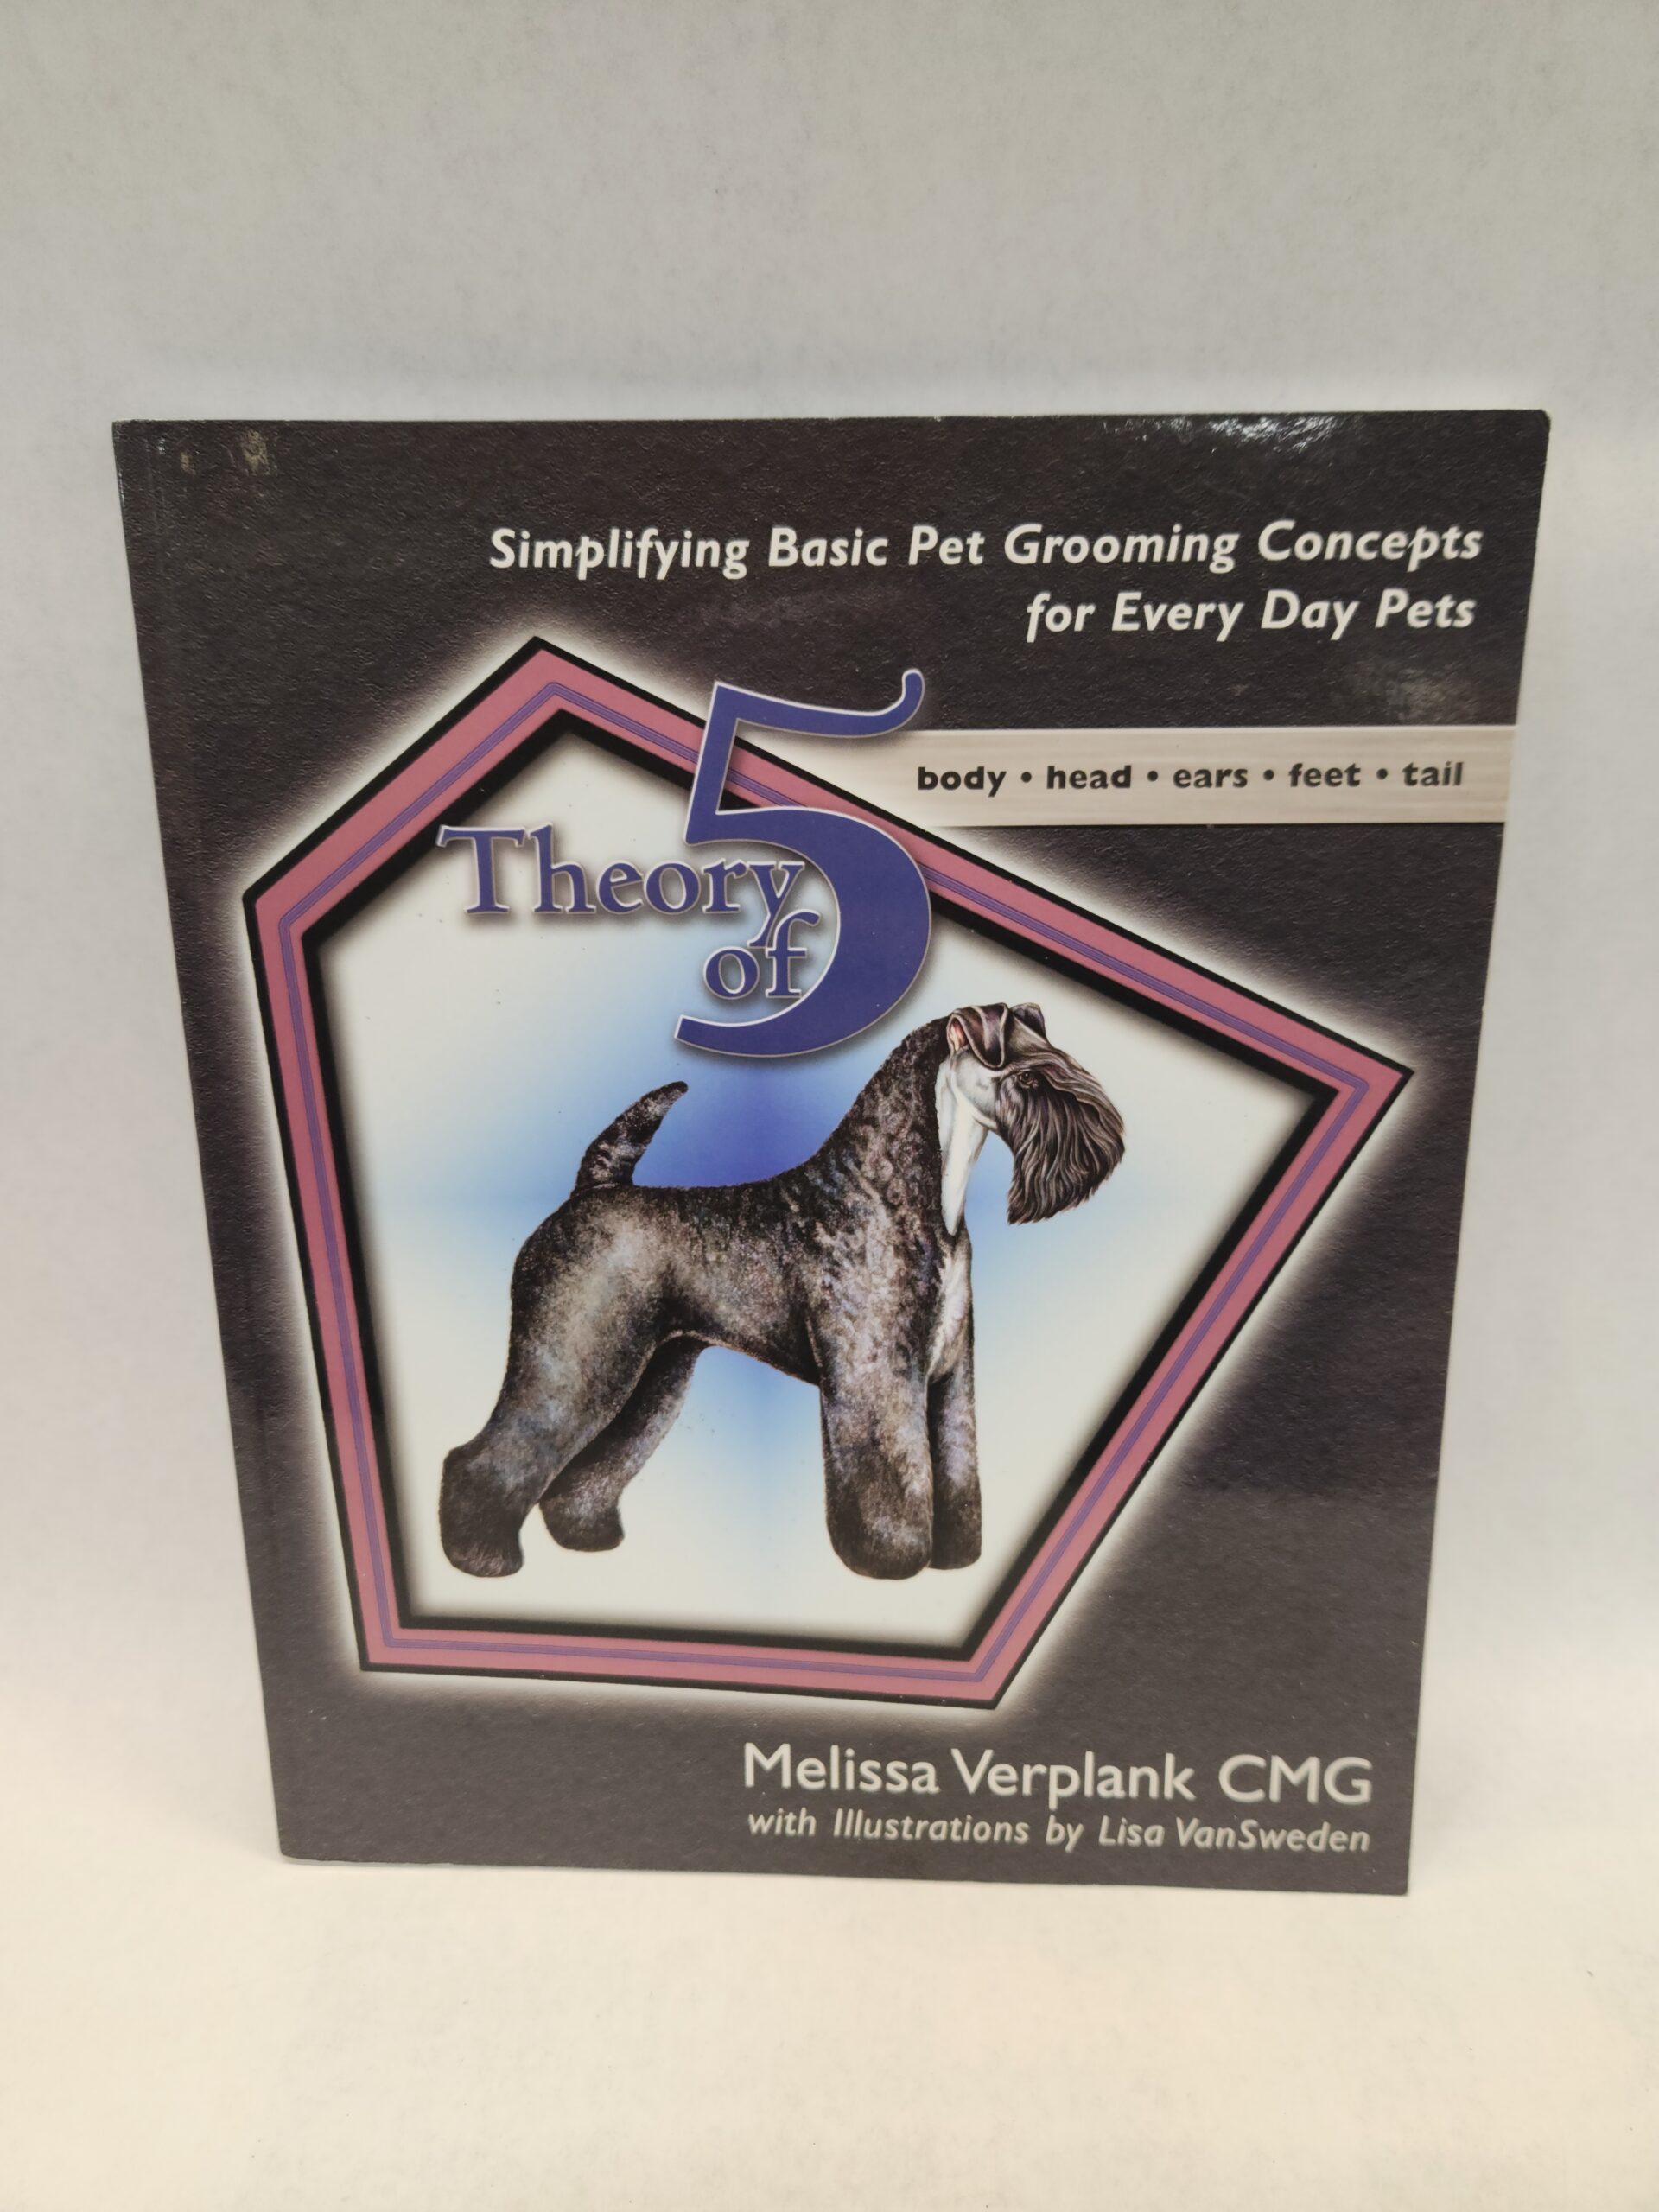 Simplifying Basic Pet Grooming Concepts
for Every Day Pets
body • head • ears • feet • tail
Theory
of
5
Melissa Verplank CMG
with Illustrations by Lisa VanSweden